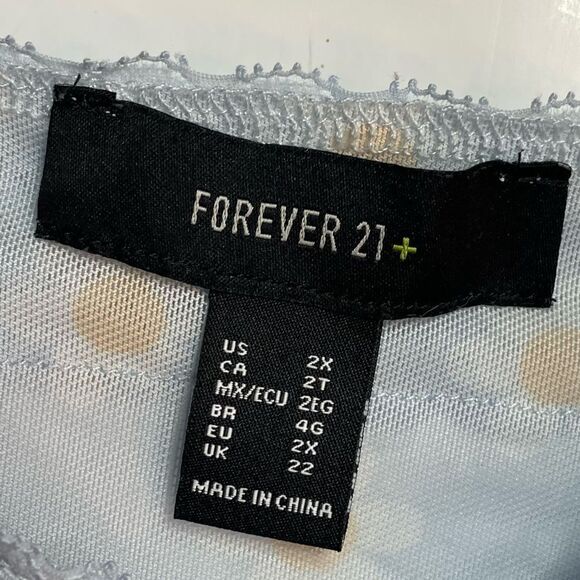 FOREVER 21+
US 2X
CA 2T
MX/ECU 2EG
BR 4G
EU 2X
UK 22
MADE IN CHINA